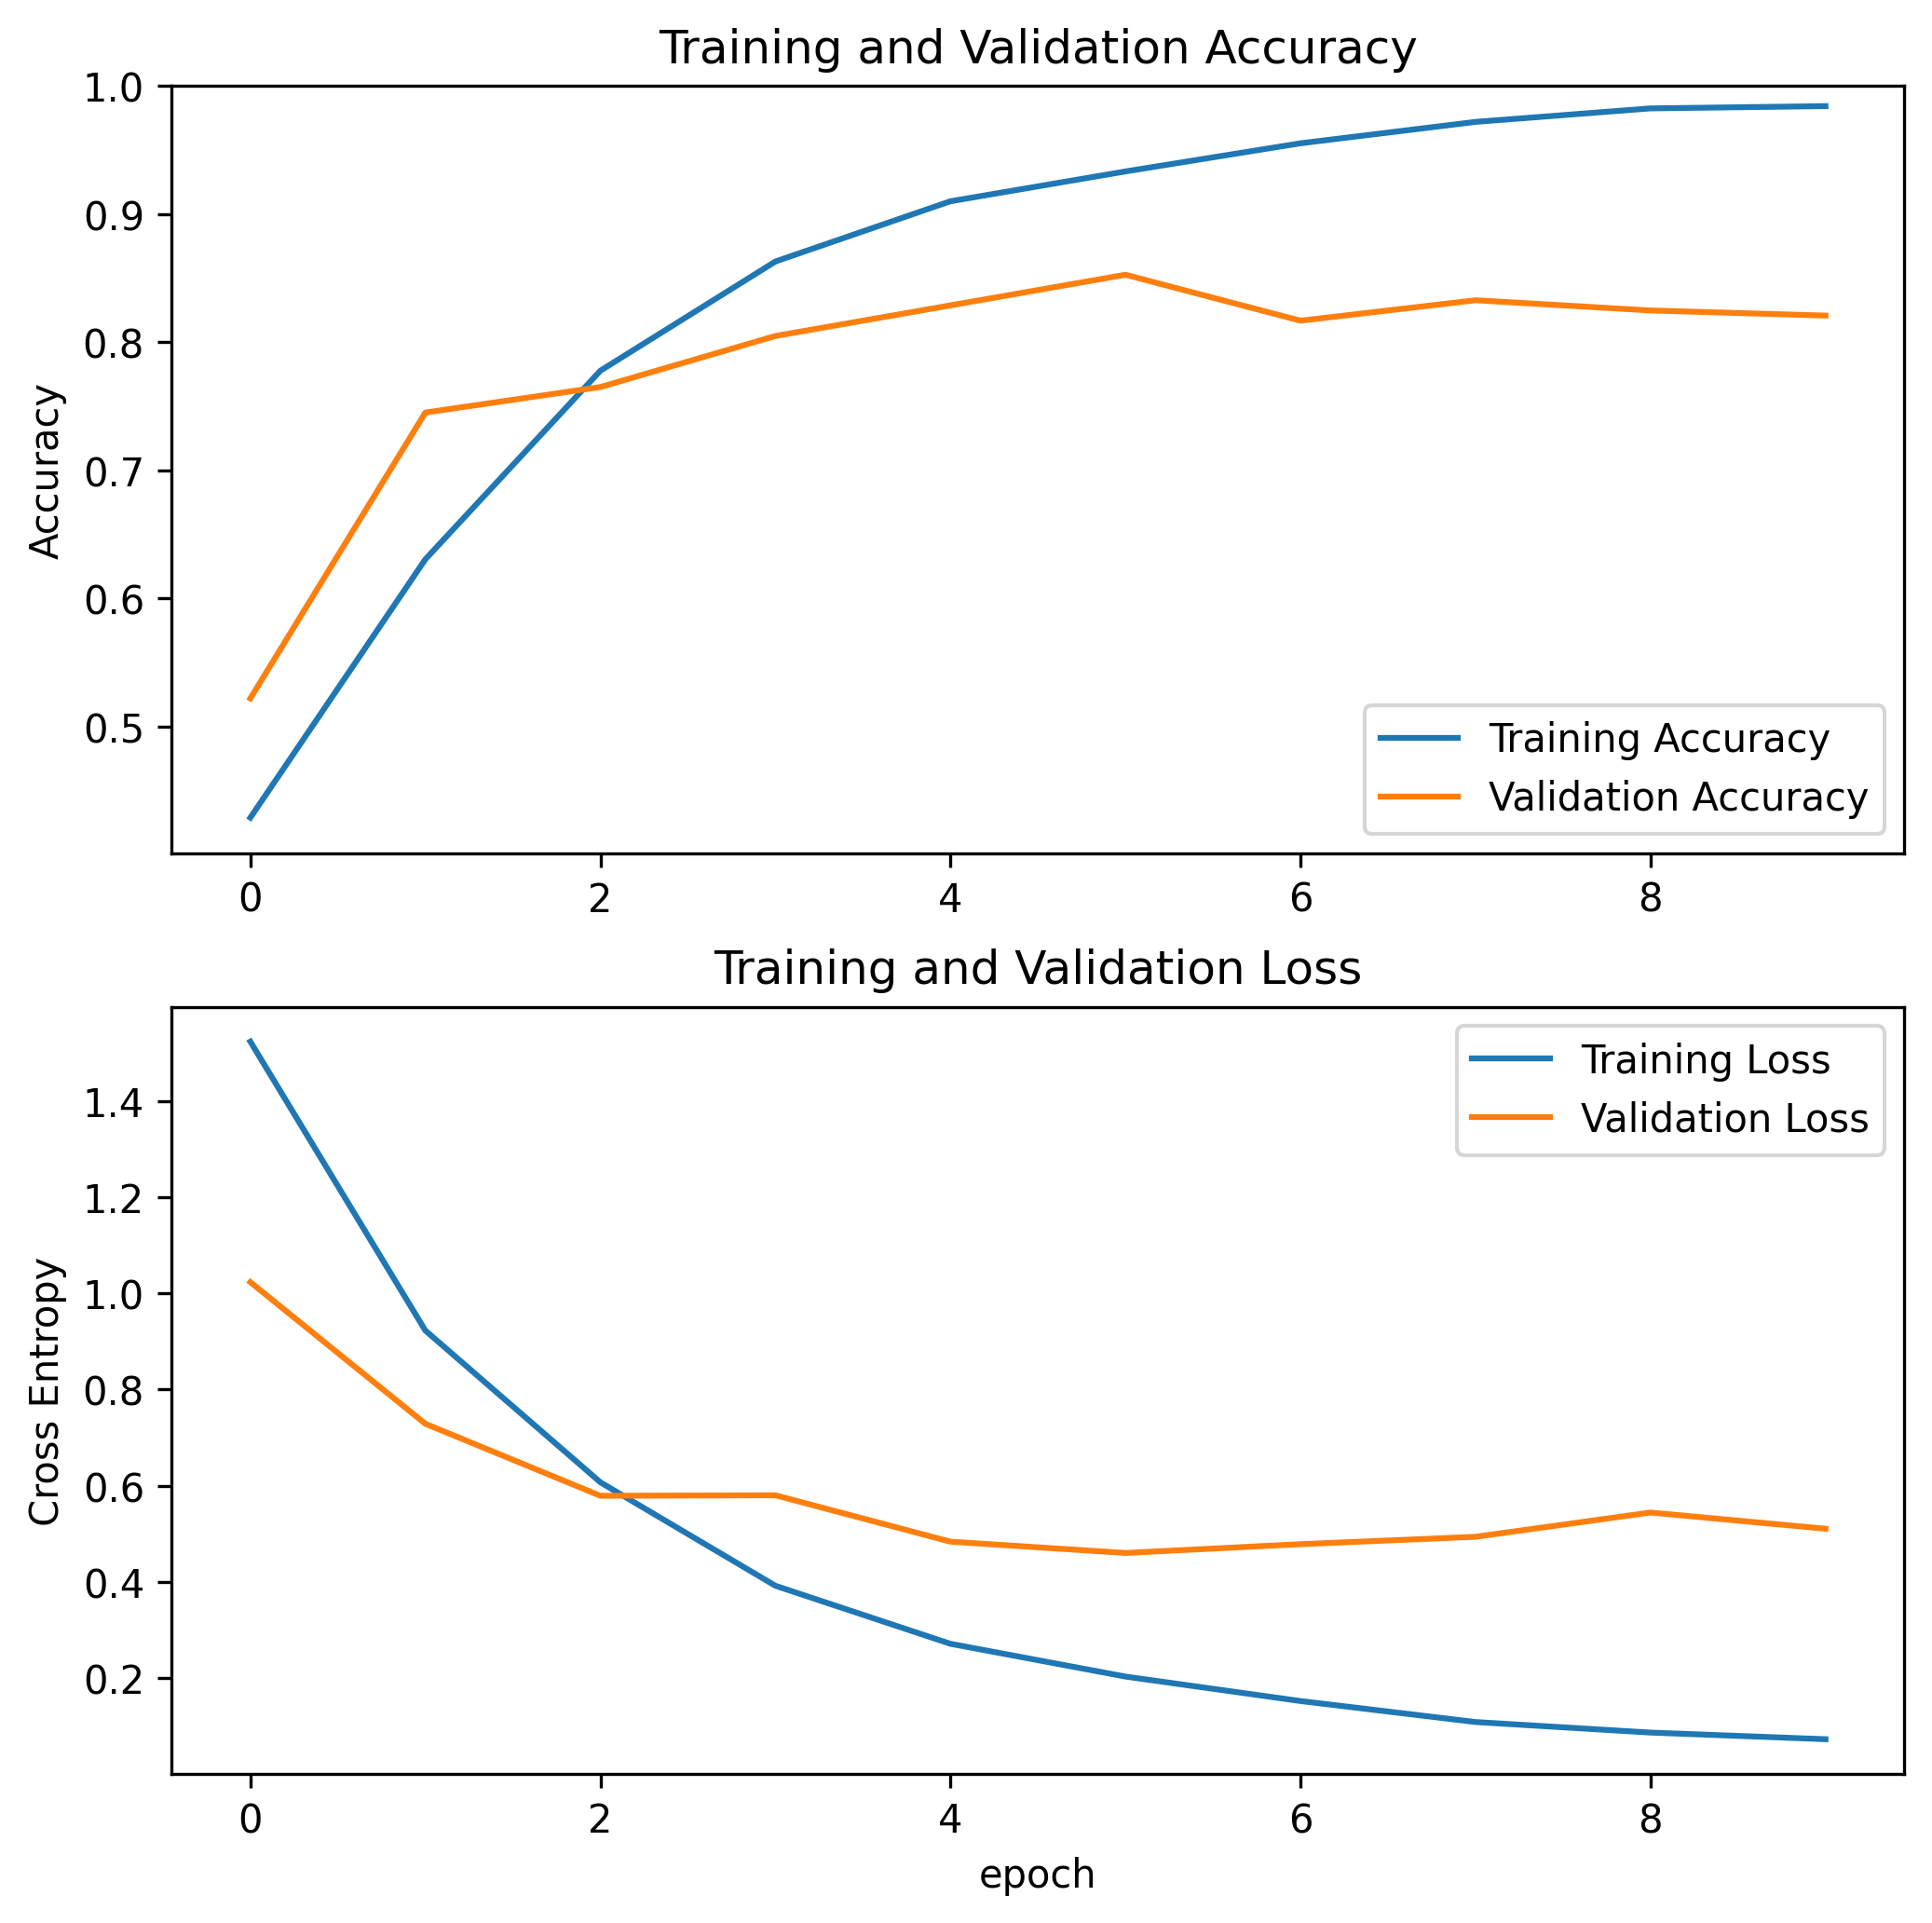 Training and Validation Accuracy
1.0
0.9
0.8
0.7
0.6
0.5
Accuracy
Training Accuracy
Validation Accuracy
0 2 4 6 8
Training and Validation Loss
Training Loss
Validation Loss
1.4
1.2
1.0
0.8
0.6
0.4
0.2
Cross Entropy
0 2 4 6 8
epoch